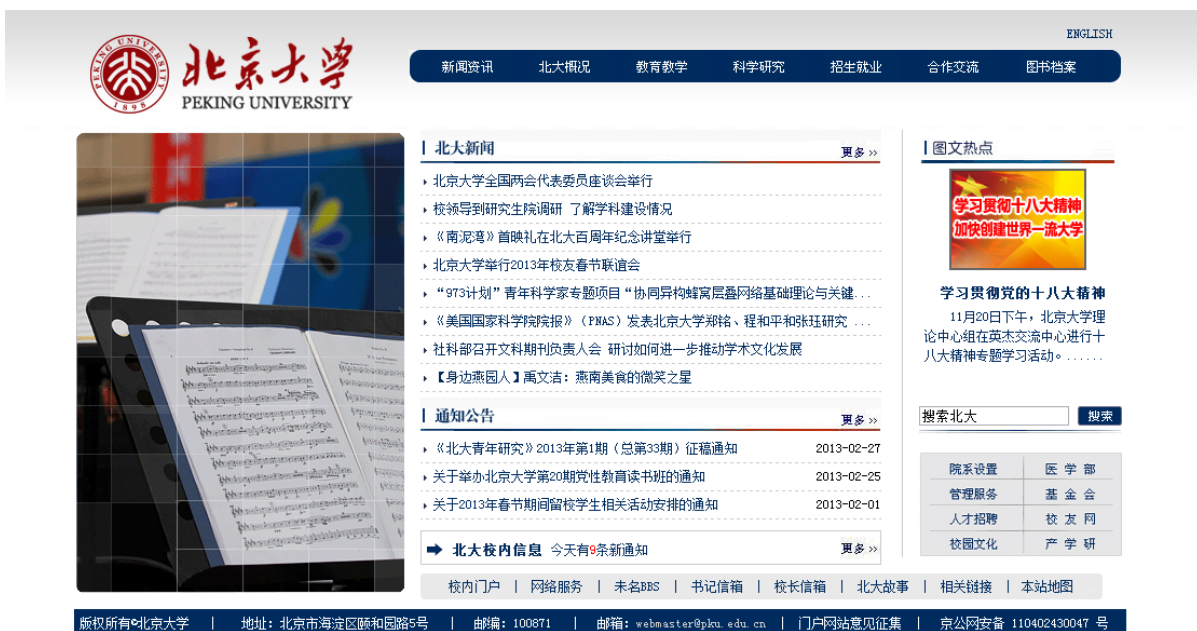 ENGLISH
PEKING UNIVERSITY
1898
北京大学
PEKING UNIVERSITY
新闻资讯 北大概况 教育教学 科学研究 招生就业 合作交流 图书档案
北大新闻 更多 ››
北京大学全国两会代表委员座谈会举行
校领导到研究生院调研 了解学科建设情况
《南泥湾》首映礼在北大百周年纪念讲堂举行
北京大学举行2013年校友春节联谊会
“973计划”青年科学家专题项目“协同异构蜂窝层叠网络基础理论与关键...
《美国国家科学院院报》（PNAS）发表北京大学郑铭、程和平和张珏研究 ...
社科部召开文科期刊负责人会 研讨如何进一步推动学术文化发展
【身边燕园人】禹文洁：燕南美食的微笑之星
通知公告 更多 ››
《北大青年研究》2013年第1期（总第33期）征稿通知 2013-02-27
关于举办北京大学第20期党性教育读书班的通知 2013-02-25
关于2013年春节期间留校学生相关活动安排的通知 2013-02-01
北大校内信息 今天有9条新通知 更多 ››
图文热点
学习贯彻十八大精神
加快创建世界一流大学
学习贯彻党的十八大精神
11月20日下午，北京大学理
论中心组在英杰交流中心进行十
八大精神专题学习活动。......
搜索北大 搜索
院系设置 医 学 部
管理服务 基 金 会
人才招聘 校 友 网
校园文化 产 学 研
校内门户 | 网络服务 | 未名BBS | 书记信箱 | 校长信箱 | 北大故事 | 相关链接 | 本站地图
版权所有©北京大学 | 地址：北京市海淀区颐和园路5号 | 邮编：100871 | 邮箱：webmaster@pku.edu.cn | 门户网站意见征集 | 京公网安备 110402430047 号